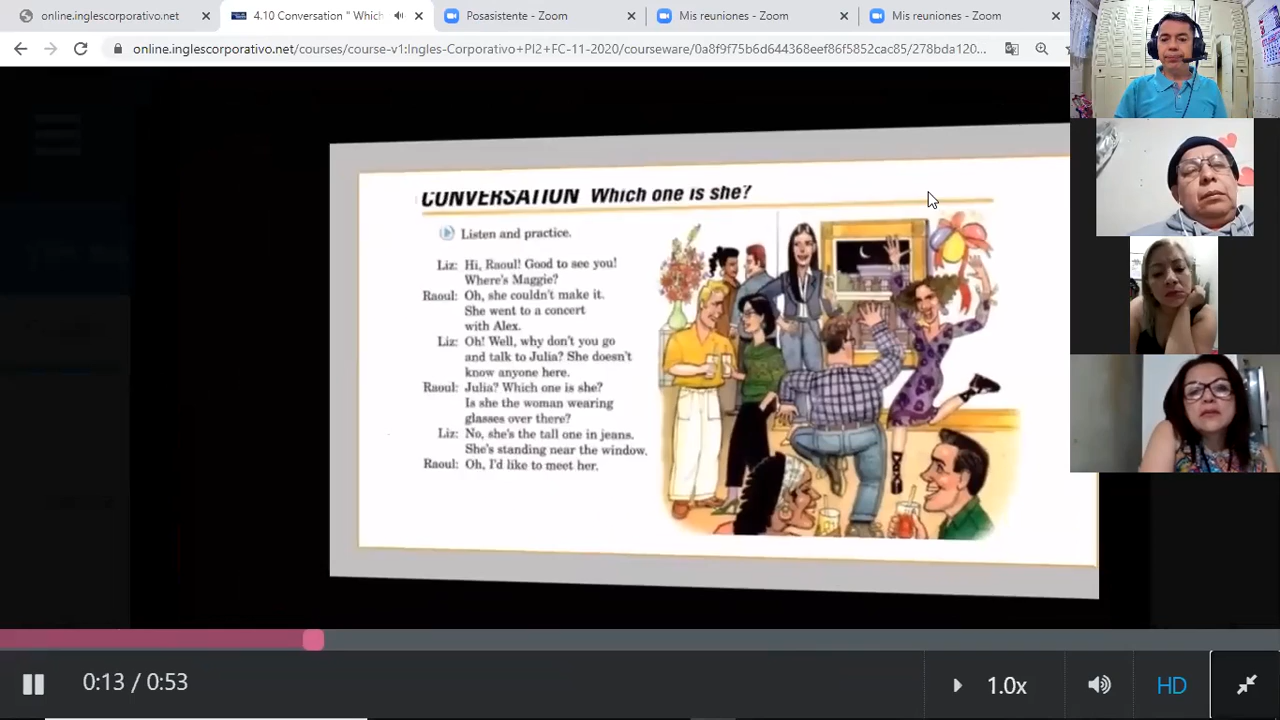 online.inglescorporativo.net
4.10 Conversation " Which
Posasistente - Zoom
Mis reuniones - Zoom
Mis reuniones - Zoom
online.inglescorporativo.net/courses/course-v1:Ingles-Corporativo+PI2+FC-11-2020/courseware/0a8f9f75b6d644368eef86f5852cac83/278bda120...
CONVERSATION Which one is she?
Listen and practice.
Liz: Hi, Raoul! Good to see you!
Where's Maggie?
Raoul: Oh, she couldn't make it.
She went to a concert
with Alex.
Liz: Oh! Well, why don't you go
and talk to Julia? She doesn't
know anyone here.
Raoul: Julia? Which one is she?
Is she the woman wearing
glasses over there?
Liz: No, she's the tall one in jeans.
She's standing near the window.
Raoul: Oh, I'd like to meet her.
0:13 / 0:53
1.0x
HD